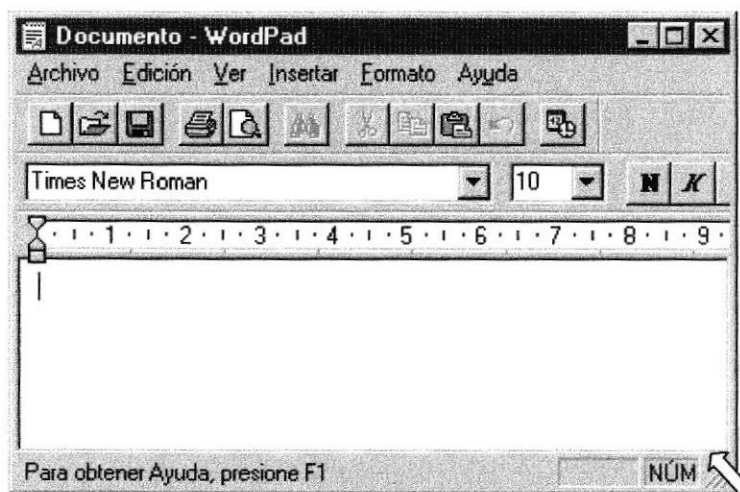 Documento - WordPad
Archivo Edición Ver Insertar Formato Ayuda
Times New Roman 10 N K
1 2 3 4 5 6 7 8 9
Para obtener Ayuda, presione F1 NÚM